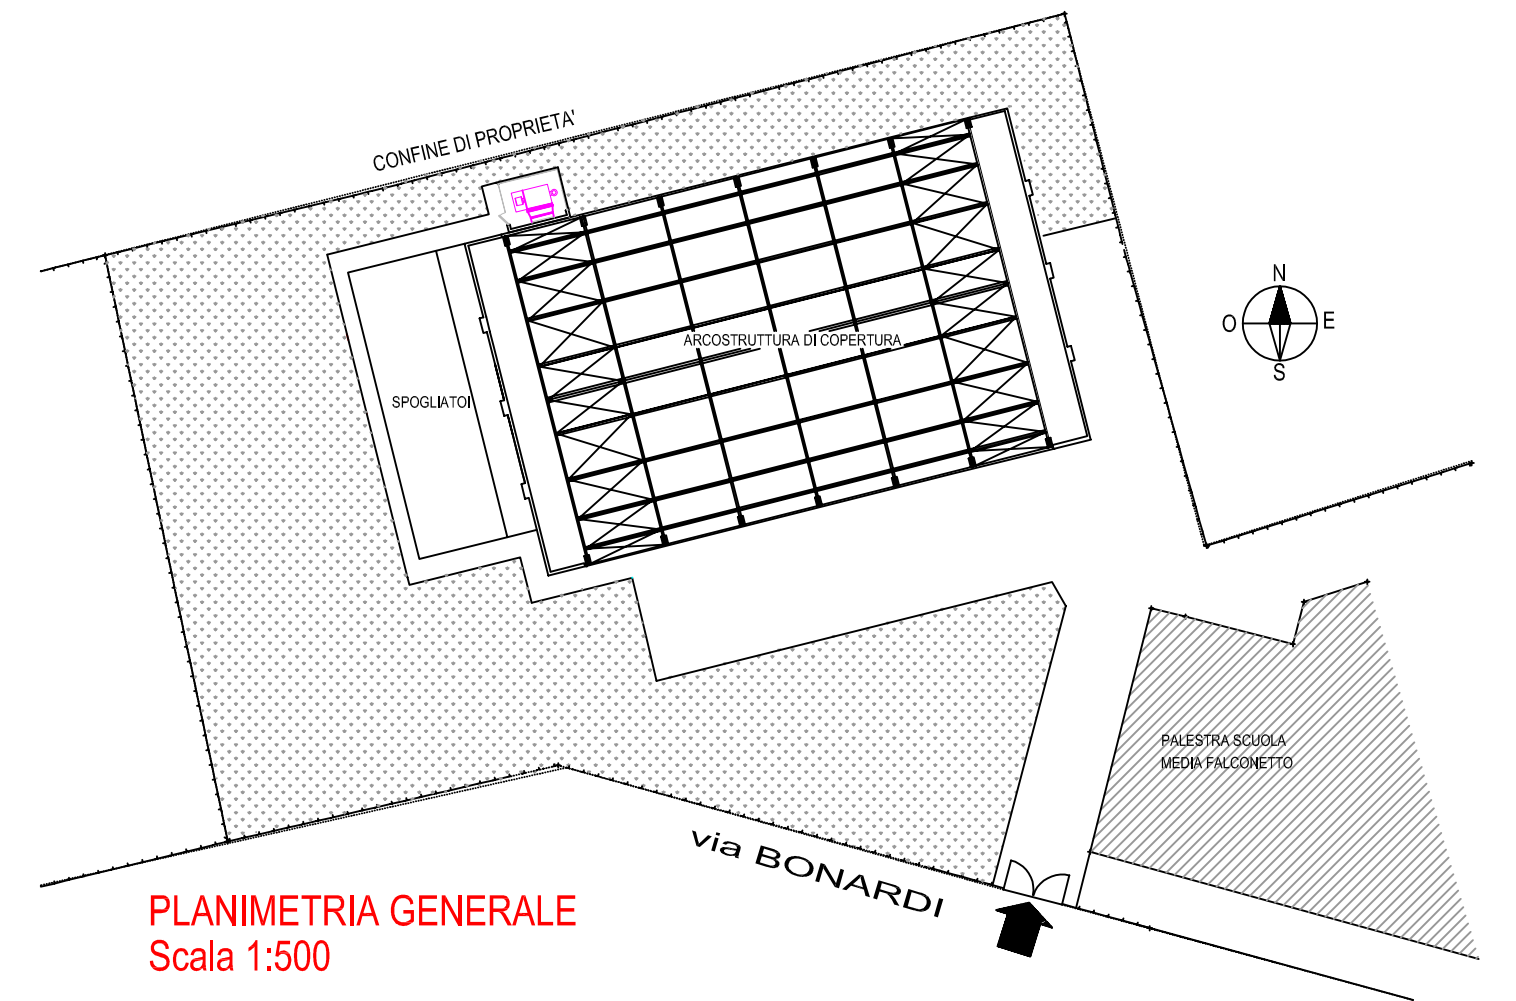 CONFINE DI PROPRIETA'
N
O
E
S
ARCOSTRUTTURA DI COPERTURA
SPOGLIATOI
PALESTRA SCUOLA
MEDIA FALCONETTO
via BONARDI
PLANIMETRIA GENERALE
Scala 1:500